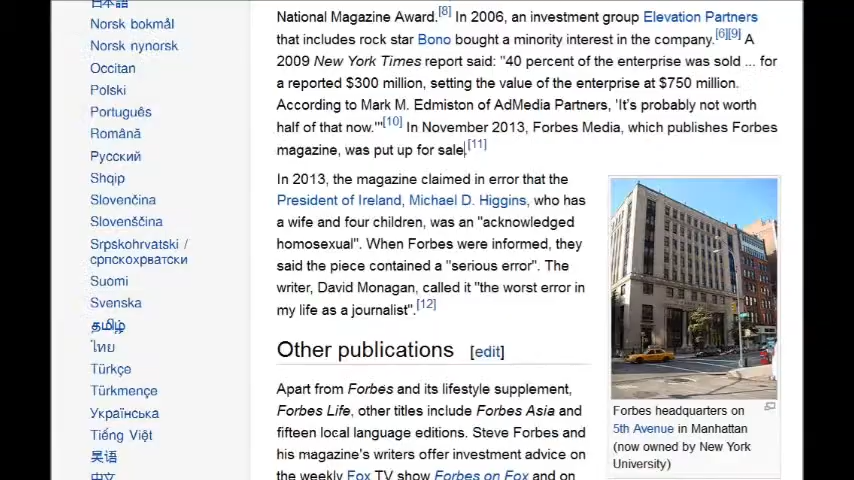 日本語
Norsk bokmål
Norsk nynorsk
Occitan
Polski
Português
Română
Русский
Shqip
Slovenčina
Slovenščina
Srpskohrvatski /
српскохрватски
Suomi
Svenska
தமிழ்
ไทย
Türkçe
Türkmençe
Українська
Tiếng Việt
吴语
中文
National Magazine Award.[8] In 2006, an investment group Elevation Partners
that includes rock star Bono bought a minority interest in the company.[6][9] A
2009 New York Times report said: "40 percent of the enterprise was sold ... for
a reported $300 million, setting the value of the enterprise at $750 million.
According to Mark M. Edmiston of AdMedia Partners, 'It's probably not worth
half of that now.'"[10] In November 2013, Forbes Media, which publishes Forbes
magazine, was put up for sale.[11]
In 2013, the magazine claimed in error that the
President of Ireland, Michael D. Higgins, who has
a wife and four children, was an "acknowledged
homosexual". When Forbes were informed, they
said the piece contained a "serious error". The
writer, David Monagan, called it "the worst error in
my life as a journalist".[12]
Other publications [edit]
Apart from Forbes and its lifestyle supplement,
Forbes Life, other titles include Forbes Asia and
fifteen local language editions. Steve Forbes and
his magazine's writers offer investment advice on
the weekly Fox TV show Forbes on Fox and on
Forbes headquarters on
5th Avenue in Manhattan
(now owned by New York
University)